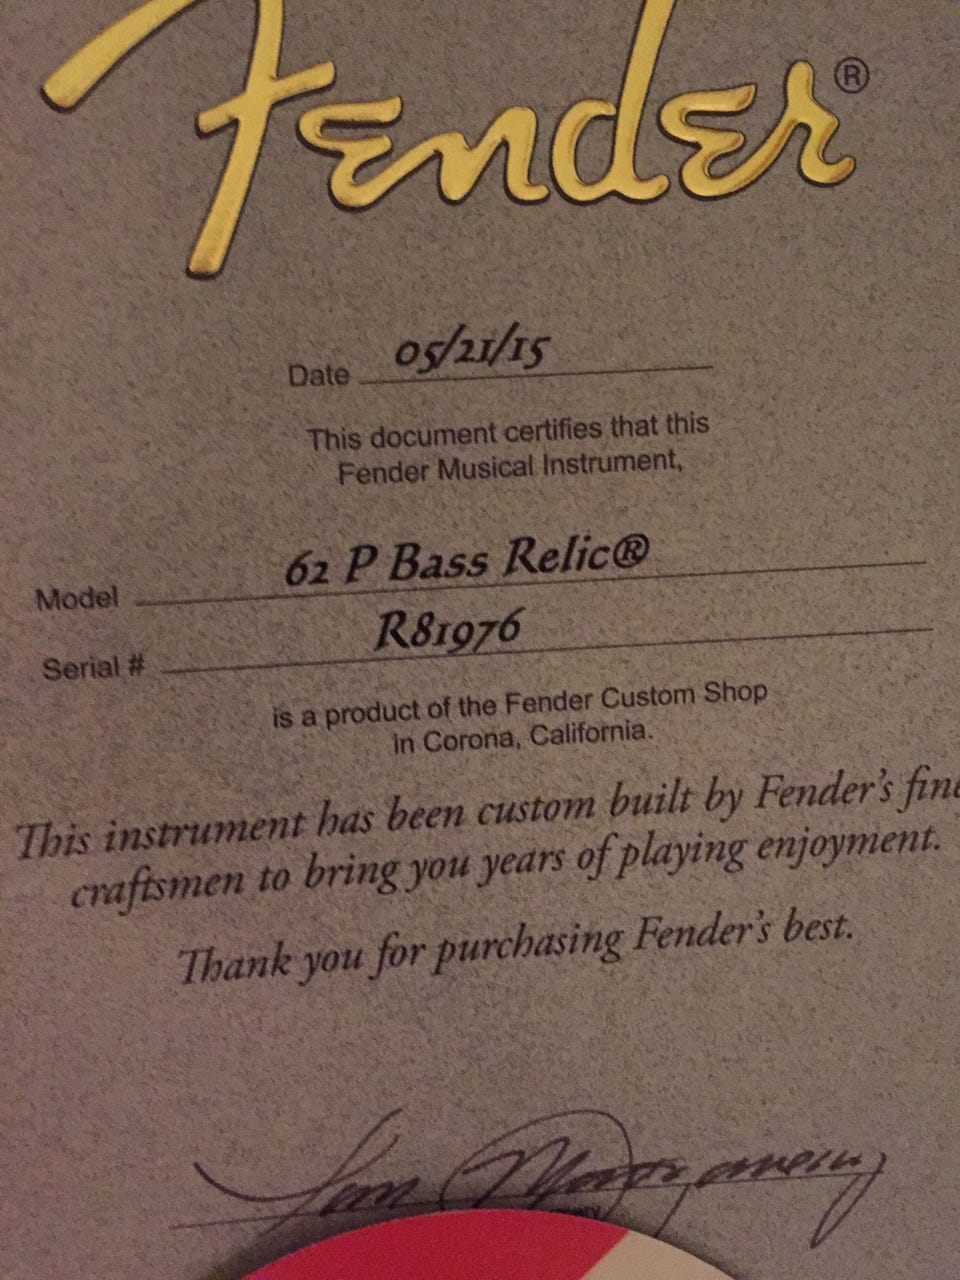 Fender®
Date 05/21/15
This document certifies that this
Fender Musical Instrument,
Model 62 P Bass Relic®
Serial # R81976
is a product of the Fender Custom Shop
in Corona, California.
This instrument has been custom built by Fender's fine
craftsmen to bring you years of playing enjoyment.
Thank you for purchasing Fender's best.
Montgomery